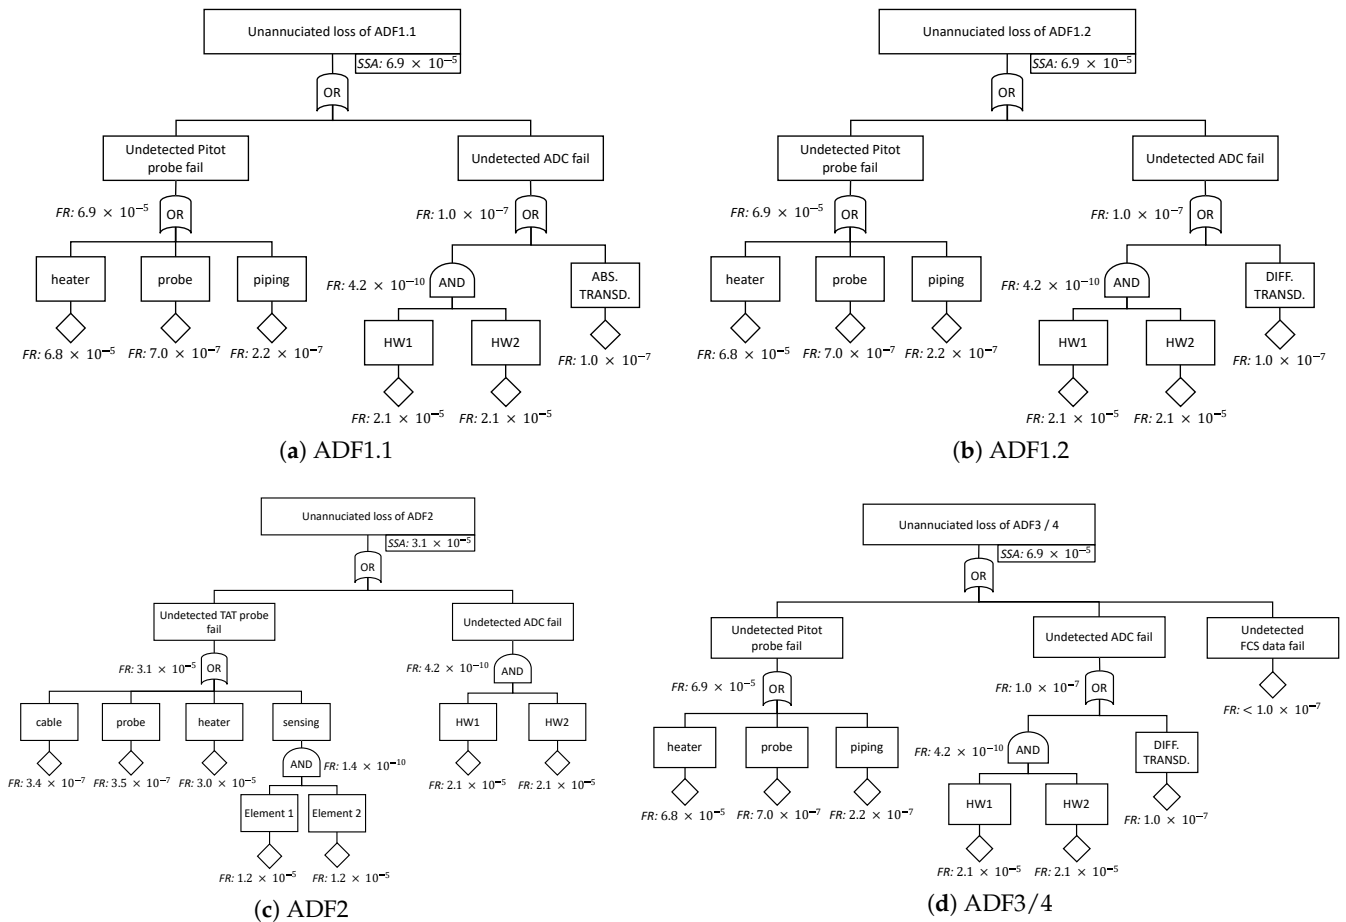 Unannuciated loss of ADF1.1
SSA: 6.9 × 10⁻⁵
OR
Undetected Pitot
probe fail
Undetected ADC fail
FR: 6.9 × 10⁻⁵
OR
FR: 1.0 × 10⁻⁷
OR
heater
probe
piping
FR: 4.2 × 10⁻¹⁰
AND
ABS.
TRANSD.
FR: 6.8 × 10⁻⁵
FR: 7.0 × 10⁻⁷
FR: 2.2 × 10⁻⁷
HW1
HW2
FR: 1.0 × 10⁻⁷
FR: 2.1 × 10⁻⁵
FR: 2.1 × 10⁻⁵
(a) ADF1.1
Unannuciated loss of ADF1.2
SSA: 6.9 × 10⁻⁵
OR
Undetected Pitot
probe fail
Undetected ADC fail
FR: 6.9 × 10⁻⁵
OR
FR: 1.0 × 10⁻⁷
OR
heater
probe
piping
FR: 4.2 × 10⁻¹⁰
AND
DIFF.
TRANSD.
FR: 6.8 × 10⁻⁵
FR: 7.0 × 10⁻⁷
FR: 2.2 × 10⁻⁷
HW1
HW2
FR: 1.0 × 10⁻⁷
FR: 2.1 × 10⁻⁵
FR: 2.1 × 10⁻⁵
(b) ADF1.2
Unannuciated loss of ADF2
SSA: 3.1 × 10⁻⁵
OR
Undetected TAT probe
fail
Undetected ADC fail
FR: 3.1 × 10⁻⁵
OR
FR: 4.2 × 10⁻¹⁰
AND
cable
probe
heater
sensing
HW1
HW2
FR: 3.4 × 10⁻⁷
FR: 3.5 × 10⁻⁷
FR: 3.0 × 10⁻⁵
AND
FR: 1.4 × 10⁻¹⁰
FR: 2.1 × 10⁻⁵
FR: 2.1 × 10⁻⁵
Element 1
Element 2
FR: 1.2 × 10⁻⁵
FR: 1.2 × 10⁻⁵
(c) ADF2
Unannuciated loss of ADF3 / 4
SSA: 6.9 × 10⁻⁵
OR
Undetected Pitot
probe fail
Undetected ADC fail
Undetected
FCS data fail
FR: 6.9 × 10⁻⁵
OR
FR: 1.0 × 10⁻⁷
OR
FR: < 1.0 × 10⁻⁷
heater
probe
piping
FR: 4.2 × 10⁻¹⁰
AND
DIFF.
TRANSD.
FR: 6.8 × 10⁻⁵
FR: 7.0 × 10⁻⁷
FR: 2.2 × 10⁻⁷
HW1
HW2
FR: 1.0 × 10⁻⁷
FR: 2.1 × 10⁻⁵
FR: 2.1 × 10⁻⁵
(d) ADF3/4